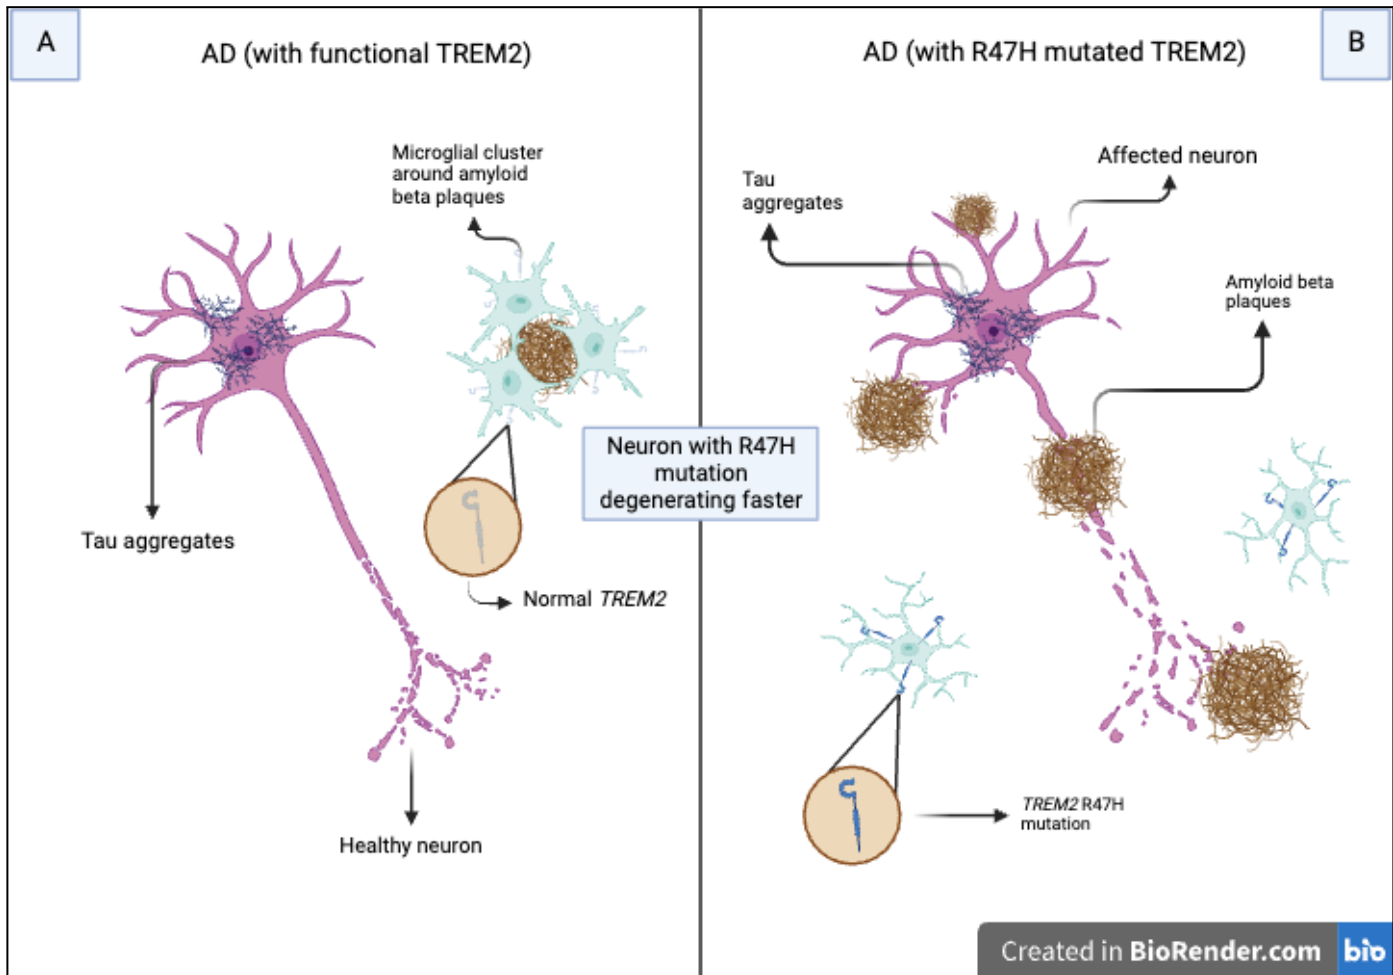 A
AD (with functional TREM2)
Microglial cluster
around amyloid
beta plaques
Tau aggregates
Normal TREM2
Healthy neuron
Neuron with R47H
mutation
degenerating faster
B
AD (with R47H mutated TREM2)
Affected neuron
Tau
aggregates
Amyloid beta
plaques
TREM2 R47H
mutation
Created in BioRender.com bio